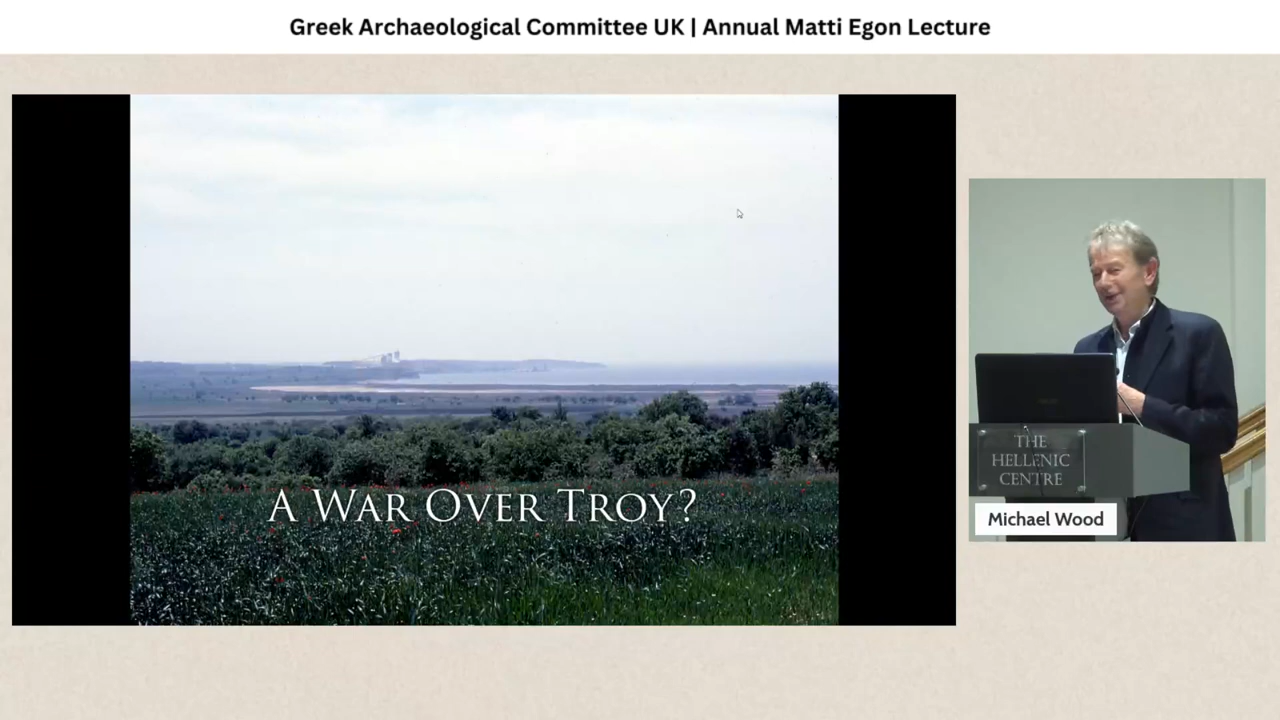 Greek Archaeological Committee UK | Annual Matti Egon Lecture
A War Over Troy?
THE
HELLENIC
CENTRE
Michael Wood